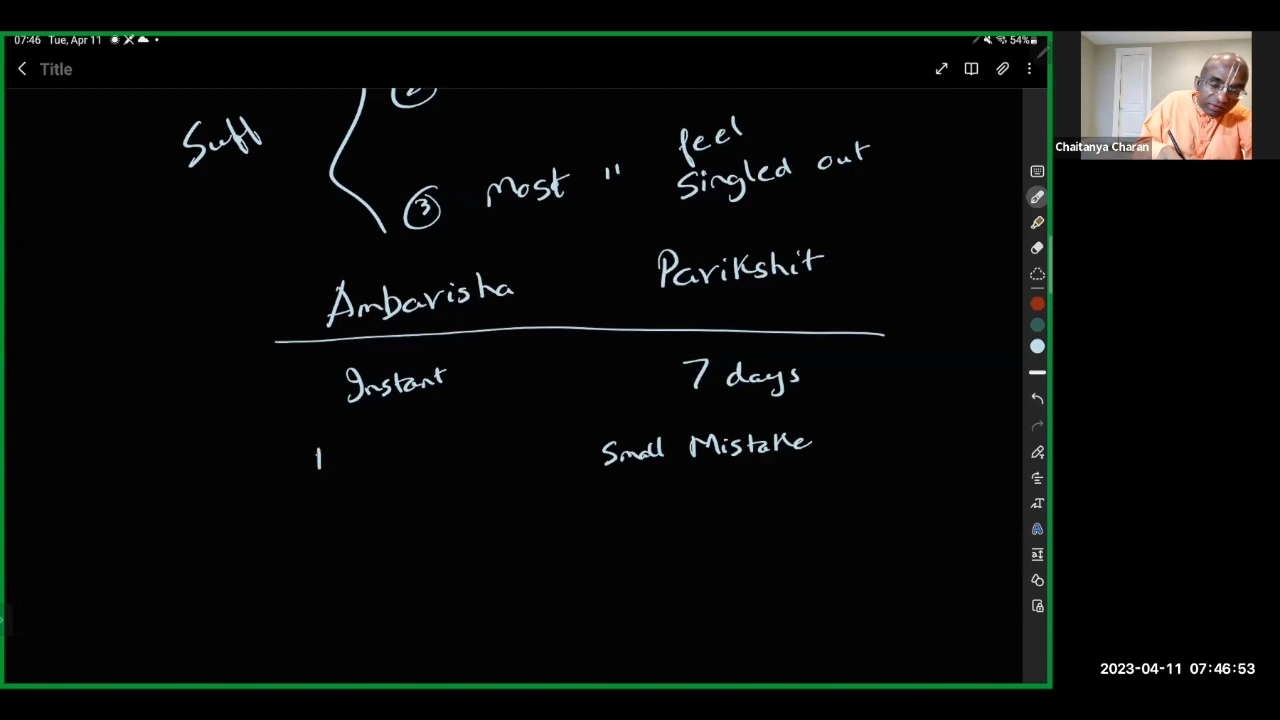 07:46 Tue, Apr 11
54%
Title
Chaitanya Charan
Suff
③ Most " feel singled out
Ambarisha Parikshit
Instant 7 days
Small Mistake
2023-04-11 07:46:53